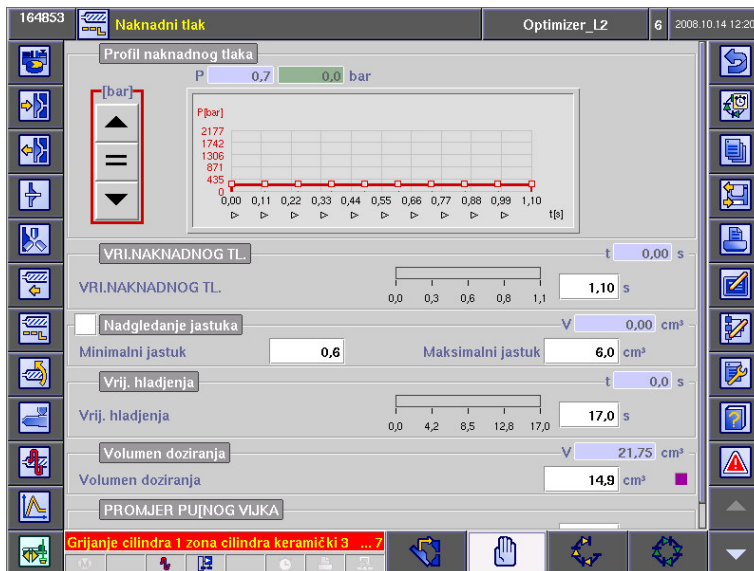 164853 Naknadni tlak Optimizer_L2 6 2008.10.14 12:20
Profil naknadnog tlaka
P 0,7 0,0 bar
[bar]
P[bar]
2177
1742
1306
871
435
0
0,00 0,11 0,22 0,33 0,44 0,55 0,66 0,77 0,88 0,99 1,10
t[s]
VRI.NAKNADNOG TL. t 0,00 s
VRI.NAKNADNOG TL. 1,10 s
0,0 0,3 0,6 0,8 1,1
Nadgledanje jastuka V 0,00 cm³
Minimalni jastuk 0,6 Maksimalni jastuk 6,0 cm³
Vrij. hladjenja t 0,0 s
Vrij. hladjenja 17,0 s
0,0 4,2 8,5 12,8 17,0
Volumen doziranja V 21,75 cm³
Volumen doziranja 14,9 cm³
PROMJER PU[NOG VIJKA
Grijanje cilindra 1 zona cilindra keramički 3 ... 7